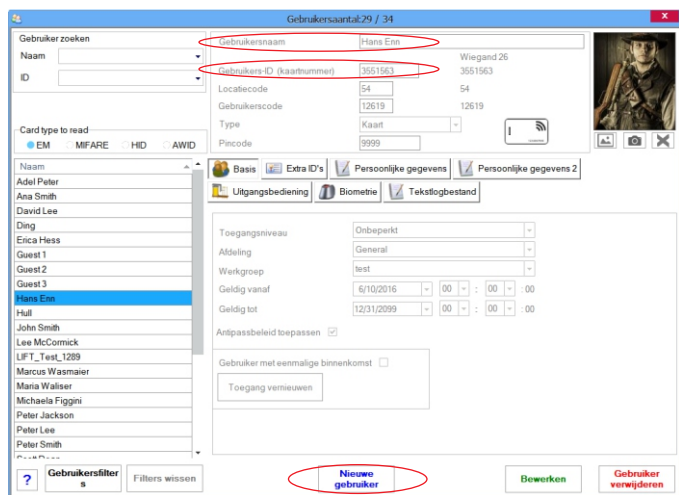 Gebruikersaantal:29 / 34
x
Gebruiker zoeken
Naam
ID
Card type to read
EM MIFARE HID AWID
Gebruikersnaam Hans Enn
Wiegand 26
Gebruikers-ID (kaartnummer) 3551563 3551563
Locatiecode 54 54
Gebruikerscode 12619 12619
Type Kaart
Pincode 9999
Naam
Adel Peter
Ana Smith
David Lee
Ding
Erica Hess
Guest 1
Guest 2
Guest 3
Hans Enn
Hull
John Smith
Lee McCormick
LIFT_Test_1289
Marcus Wasmaier
Maria Waliser
Michaela Figgini
Peter Jackson
Peter Lee
Peter Smith
Basis Extra ID's Persoonlijke gegevens Persoonlijke gegevens 2
Uitgangsbediening Biometrie Tekstlogbestand
Toegangsniveau Onbeperkt
Afdeling General
Werkgroep test
Geldig vanaf 6/10/2016 00 : 00 :00
Geldig tot 12/31/2099 00 : 00 :00
Antipassbeleid toepassen
Gebruiker met eenmalige binnenkomst
Toegang vernieuwen
?
Gebruikersfilter
s
Filters wissen
Nieuwe
gebruiker
Bewerken
Gebruiker
verwijderen